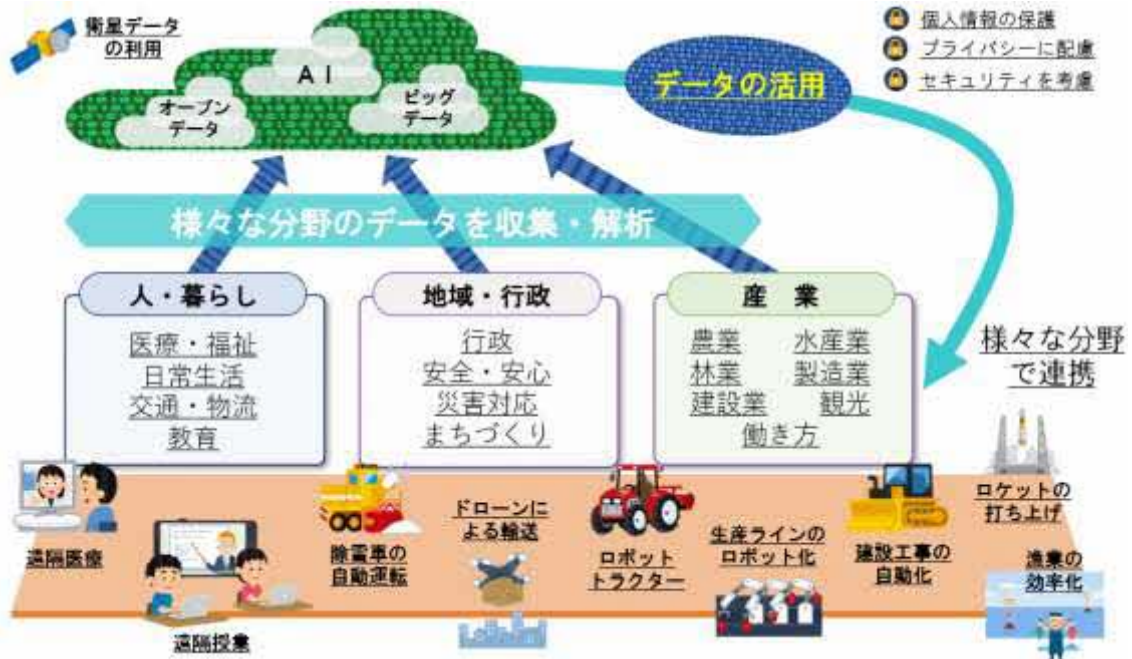 衛星データ
の利用
AI
オープン
データ
ビッグ
データ
データの活用
個人情報の保護
プライバシーに配慮
セキュリティを考慮
様々な分野のデータを収集・解析
人・暮らし
医療・福祉
日常生活
交通・物流
教育
地域・行政
行政
安全・安心
災害対応
まちづくり
産 業
農業 水産業
林業 製造業
建設業 観光
働き方
様々な分野
で連携
遠隔医療
遠隔授業
除雪車の
自動運転
ドローンに
よる輸送
ロボット
トラクター
生産ラインの
ロボット化
建設工事の
自動化
ロケットの
打ち上げ
漁業の
効率化